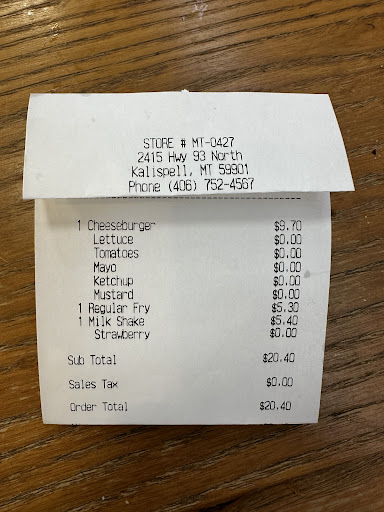 STORE # MT-0427
2415 Hwy 93 North
Kalispell, MT 59901
Phone (406) 752-4567
1 Cheeseburger $9.70
Lettuce $0.00
Tomatoes $0.00
Mayo $0.00
Ketchup $0.00
Mustard $0.00
1 Regular Fry $5.30
1 Milk Shake $5.40
Strawberry $0.00
Sub Total $20.40
Sales Tax $0.00
Order Total $20.40